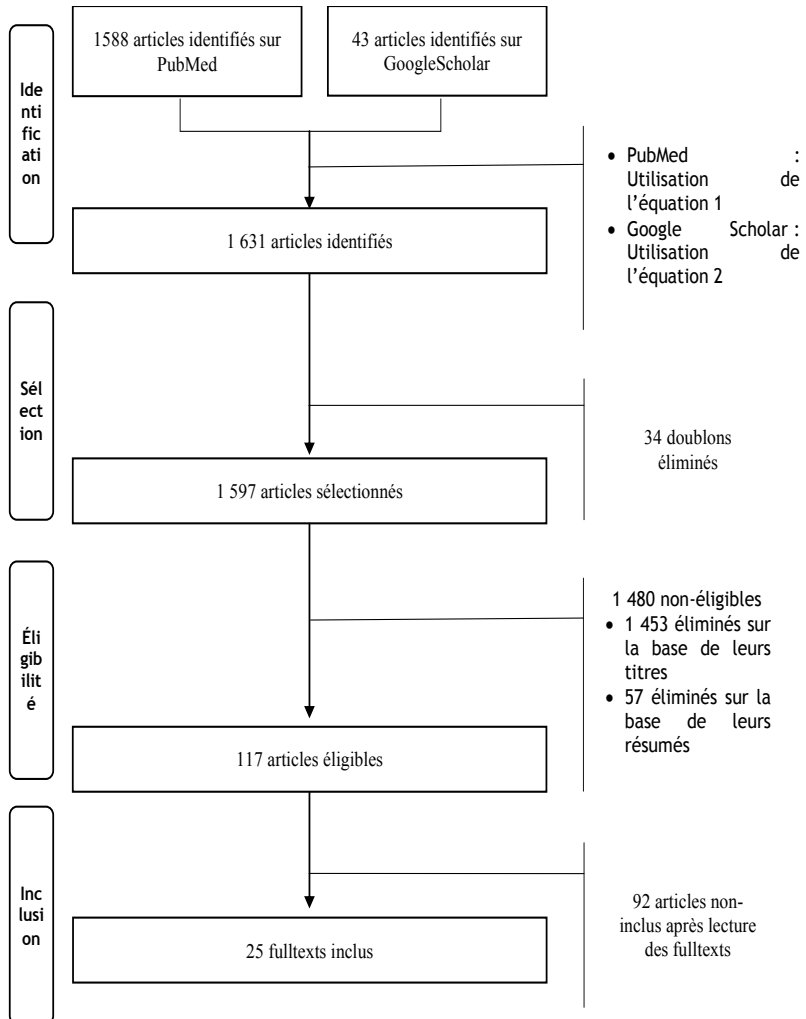 1588 articles identifiés sur
PubMed
43 articles identifiés sur
GoogleScholar
Ide
nti
fic
ati
on
• PubMed :
Utilisation de
l’équation 1
• Google Scholar :
Utilisation de
l’équation 2
1 631 articles identifiés
Sél
ect
ion
34 doublons
éliminés
1 597 articles sélectionnés
Éli
gib
ilit
é
1 480 non-éligibles
• 1 453 éliminés sur
la base de leurs
titres
• 57 éliminés sur la
base de leurs
résumés
117 articles éligibles
Inc
lusi
on
92 articles non-
inclus après lecture
des fulltexts
25 fulltexts inclus